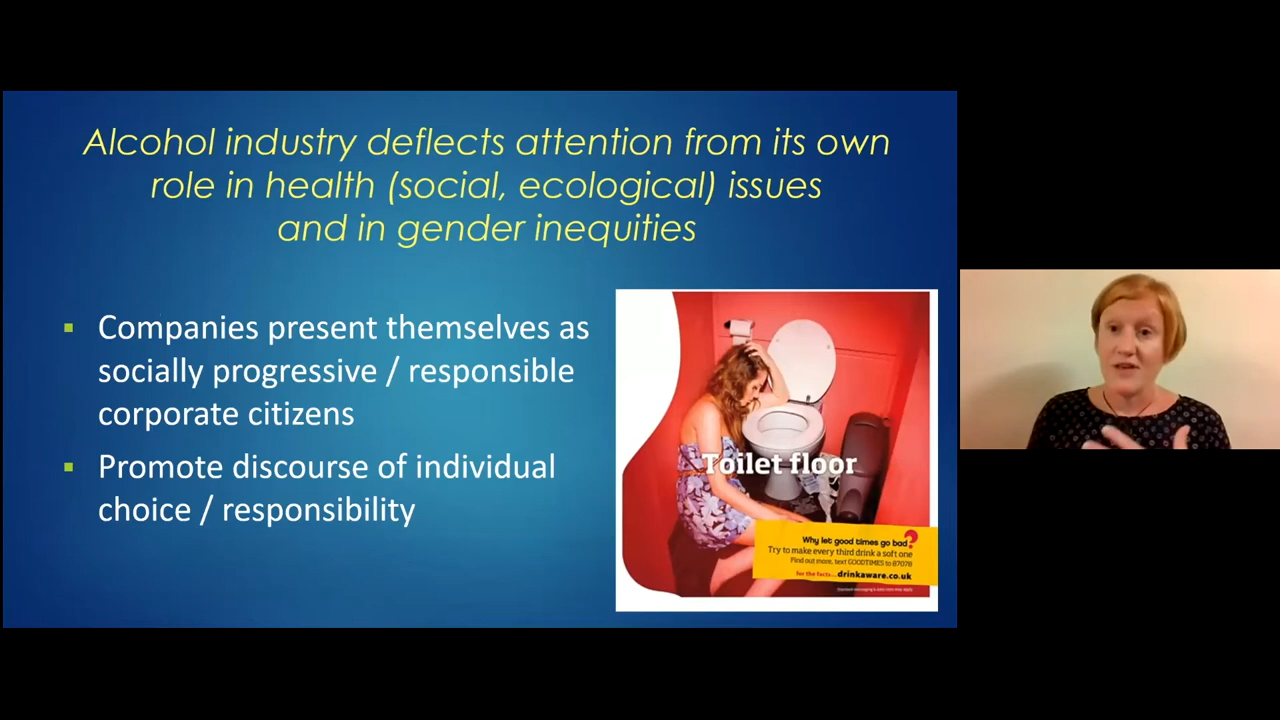 Alcohol industry deflects attention from its own
role in health (social, ecological) issues
and in gender inequities
Companies present themselves as
socially progressive / responsible
corporate citizens
Promote discourse of individual
choice / responsibility
Toilet floor
Why let good times go bad?
Try to make every third drink a soft one
Find out more, text GOODTIMES to 87078
for the facts... drinkaware.co.uk